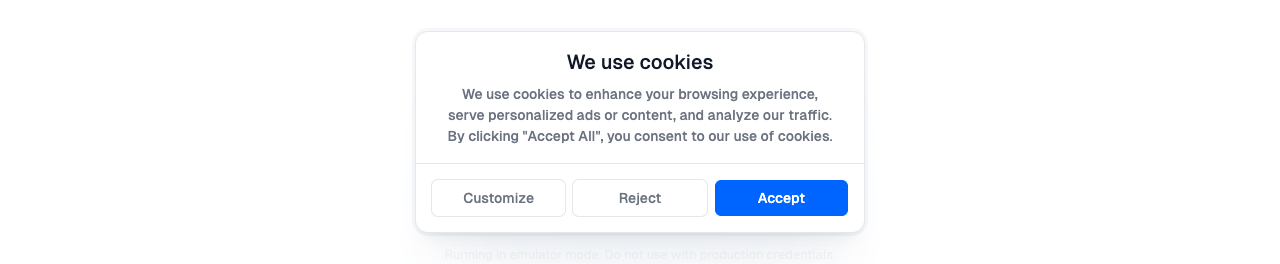 We use cookies
We use cookies to enhance your browsing experience,
serve personalized ads or content, and analyze our traffic.
By clicking "Accept All", you consent to our use of cookies.
Customize
Reject
Accept
Running in emulator mode. Do not use with production credentials.